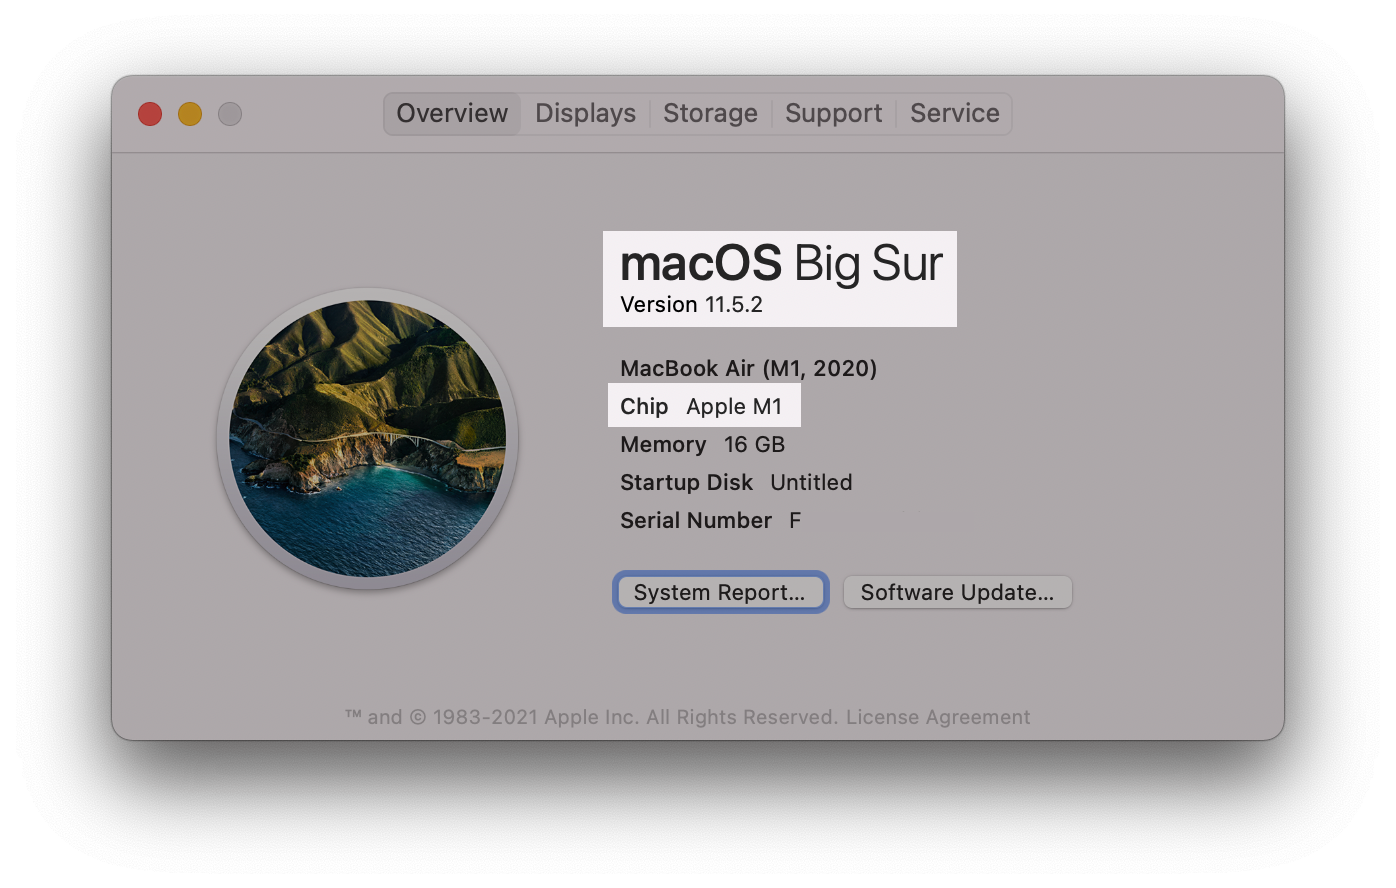 Overview Displays Storage Support Service
macOS Big Sur
Version 11.5.2
MacBook Air (M1, 2020)
Chip Apple M1
Memory 16 GB
Startup Disk Untitled
Serial Number F
System Report... Software Update...
™ and © 1983-2021 Apple Inc. All Rights Reserved. License Agreement